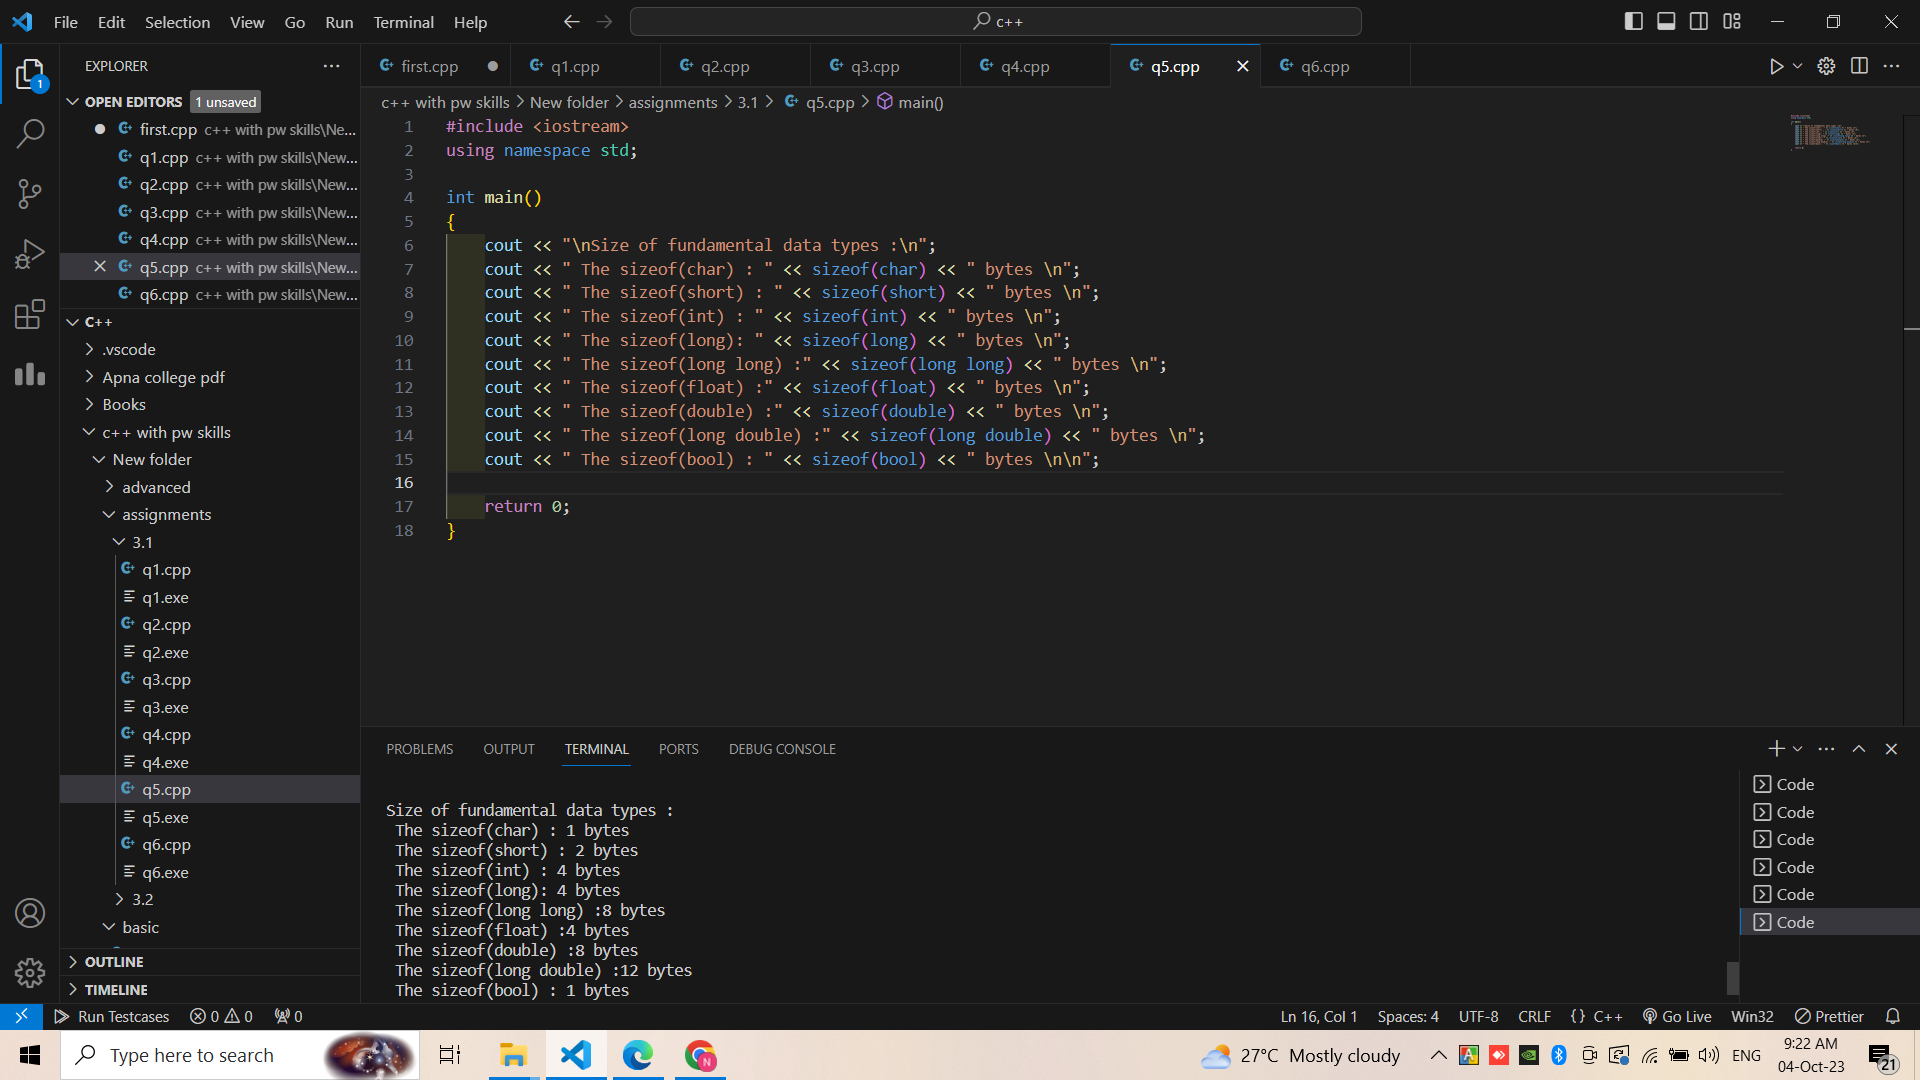 File Edit Selection View Go Run Terminal Help
c++
EXPLORER
OPEN EDITORS 1 unsaved
first.cpp c++ with pw skills\Ne...
q1.cpp c++ with pw skills\New...
q2.cpp c++ with pw skills\New...
q3.cpp c++ with pw skills\New...
q4.cpp c++ with pw skills\New...
q5.cpp c++ with pw skills\New...
q6.cpp c++ with pw skills\New...
C++
.vscode
Apna college pdf
Books
c++ with pw skills
New folder
advanced
assignments
3.1
q1.cpp
q1.exe
q2.cpp
q2.exe
q3.cpp
q3.exe
q4.cpp
q4.exe
q5.cpp
q5.exe
q6.cpp
q6.exe
3.2
basic
OUTLINE
TIMELINE
first.cpp q1.cpp q2.cpp q3.cpp q4.cpp q5.cpp q6.cpp
c++ with pw skills > New folder > assignments > 3.1 > q5.cpp > main()
1 #include <iostream>
2 using namespace std;
3
4 int main()
5 {
6 cout << "\nSize of fundamental data types :\n";
7 cout << " The sizeof(char) : " << sizeof(char) << " bytes \n";
8 cout << " The sizeof(short) : " << sizeof(short) << " bytes \n";
9 cout << " The sizeof(int) : " << sizeof(int) << " bytes \n";
10 cout << " The sizeof(long): " << sizeof(long) << " bytes \n";
11 cout << " The sizeof(long long) :" << sizeof(long long) << " bytes \n";
12 cout << " The sizeof(float) :" << sizeof(float) << " bytes \n";
13 cout << " The sizeof(double) :" << sizeof(double) << " bytes \n";
14 cout << " The sizeof(long double) :" << sizeof(long double) << " bytes \n";
15 cout << " The sizeof(bool) : " << sizeof(bool) << " bytes \n\n";
16
17 return 0;
18 }
PROBLEMS OUTPUT TERMINAL PORTS DEBUG CONSOLE
Size of fundamental data types :
The sizeof(char) : 1 bytes
The sizeof(short) : 2 bytes
The sizeof(int) : 4 bytes
The sizeof(long): 4 bytes
The sizeof(long long) :8 bytes
The sizeof(float) :4 bytes
The sizeof(double) :8 bytes
The sizeof(long double) :12 bytes
The sizeof(bool) : 1 bytes
Code
Code
Code
Code
Code
Code
Run Testcases 0 0 0 Ln 16, Col 1 Spaces: 4 UTF-8 CRLF {} C++ Go Live Win32 Prettier
Type here to search 27°C Mostly cloudy ENG 9:22 AM
04-Oct-23 21